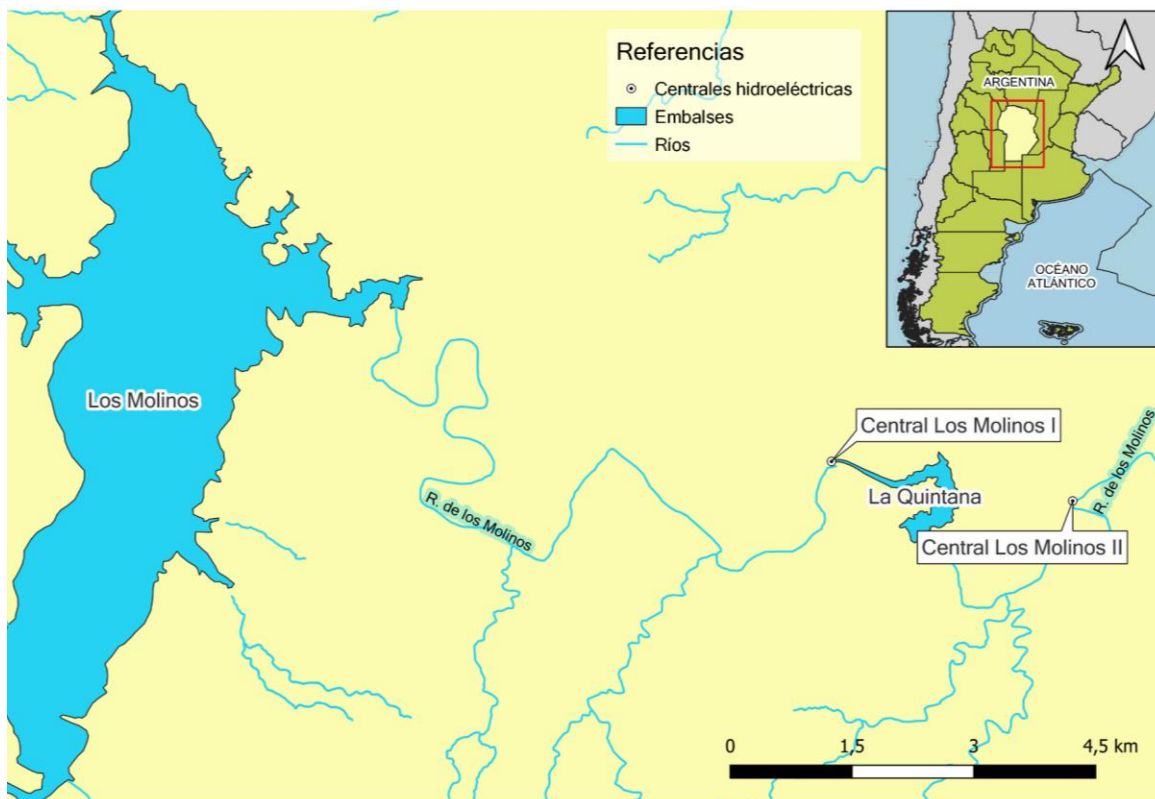 Referencias
Centrales hidroeléctricas
Embalses
Ríos
ARGENTINA
OCÉANO
ATLÁNTICO
Los Molinos
R. de los Molinos
Central Los Molinos I
La Quintana
R. de los Molinos
Central Los Molinos II
0 1,5 3 4,5 km